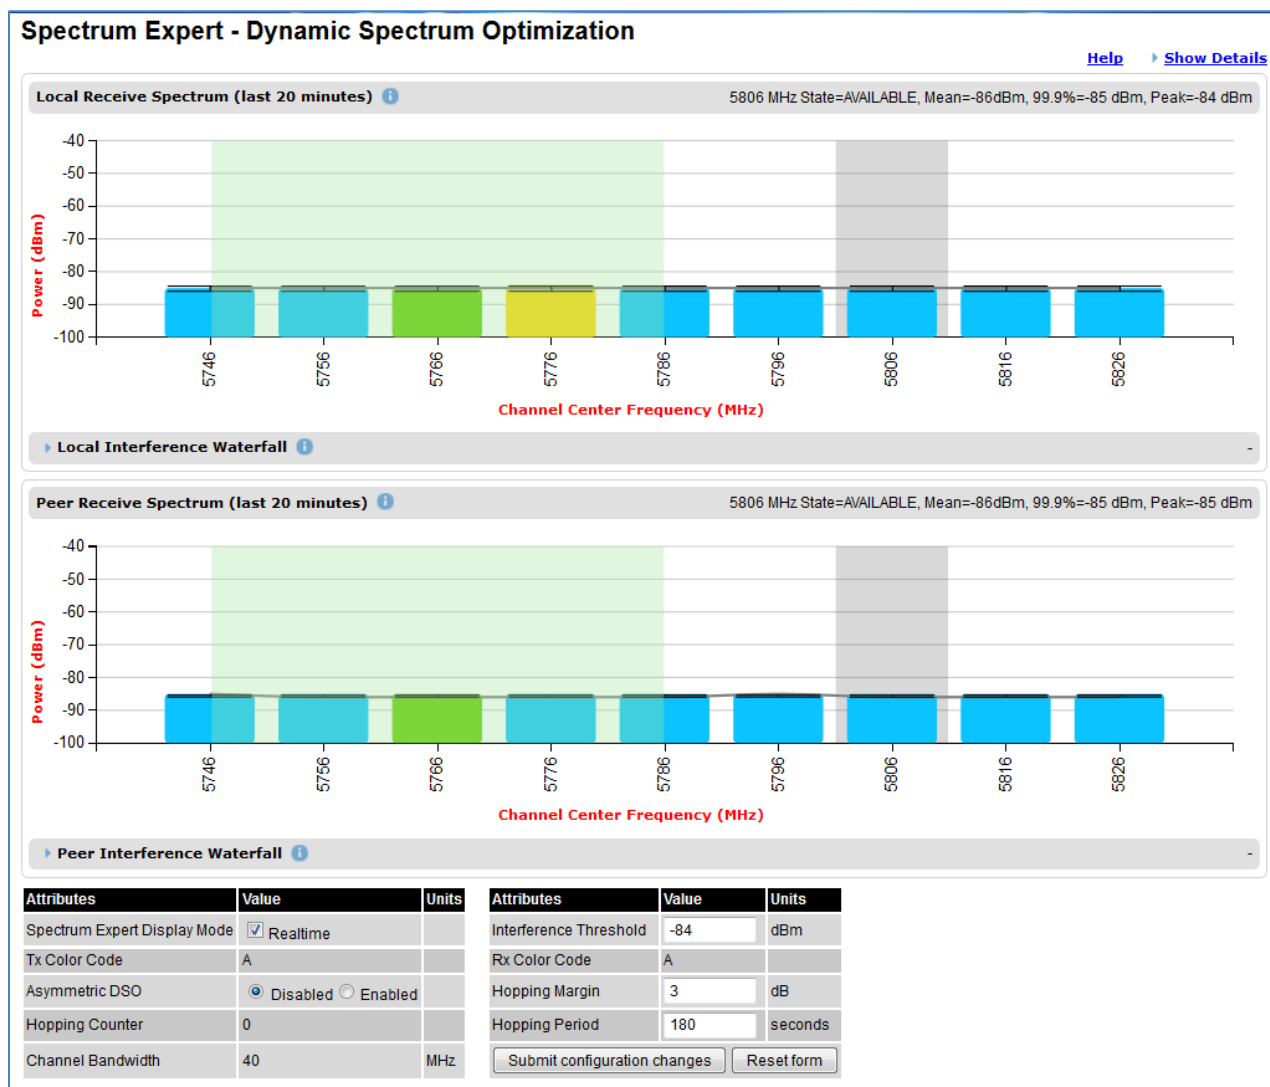 Spectrum Expert - Dynamic Spectrum Optimization
Help Show Details
Local Receive Spectrum (last 20 minutes) i 5806 MHz State=AVAILABLE, Mean=-86dBm, 99.9%=-85 dBm, Peak=-84 dBm
-40
-50
-60
-70
-80
-90
-100
Power (dBm)
5746 5756 5766 5776 5786 5796 5806 5816 5826
Channel Center Frequency (MHz)
Local Interference Waterfall i -
Peer Receive Spectrum (last 20 minutes) i 5806 MHz State=AVAILABLE, Mean=-86dBm, 99.9%=-85 dBm, Peak=-85 dBm
-40
-50
-60
-70
-80
-90
-100
Power (dBm)
5746 5756 5766 5776 5786 5796 5806 5816 5826
Channel Center Frequency (MHz)
Peer Interference Waterfall i -
Attributes Value Units
Spectrum Expert Display Mode Realtime
Tx Color Code A
Asymmetric DSO Disabled Enabled
Hopping Counter 0
Channel Bandwidth 40 MHz
Attributes Value Units
Interference Threshold -84 dBm
Rx Color Code A
Hopping Margin 3 dB
Hopping Period 180 seconds
Submit configuration changes Reset form